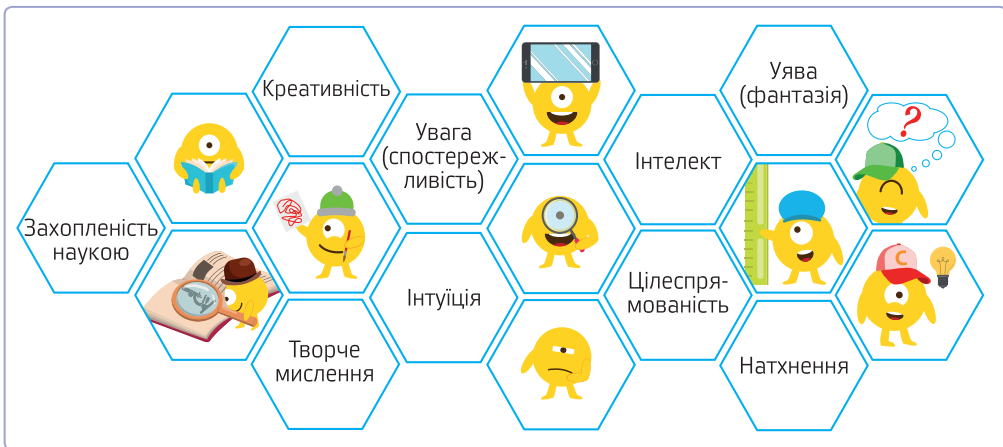 Креативність
Уява
(фантазія)
Увага
(спостереж-
ливість)
Інтелект
?
Захопленість
наукою
C
Інтуїція
Цілеспря-
мованість
Творче
мислення
Натхнення